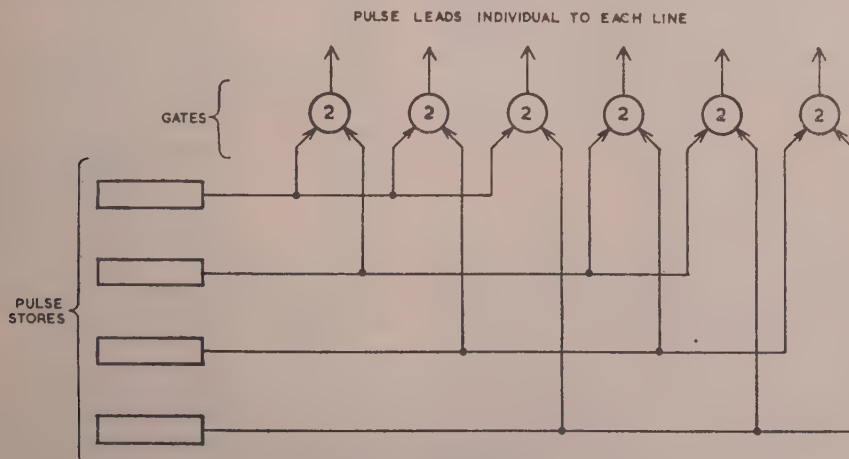 PULSE LEADS INDIVIDUAL TO EACH LINE
GATES
2 2 2 2 2 2
PULSE
STORES